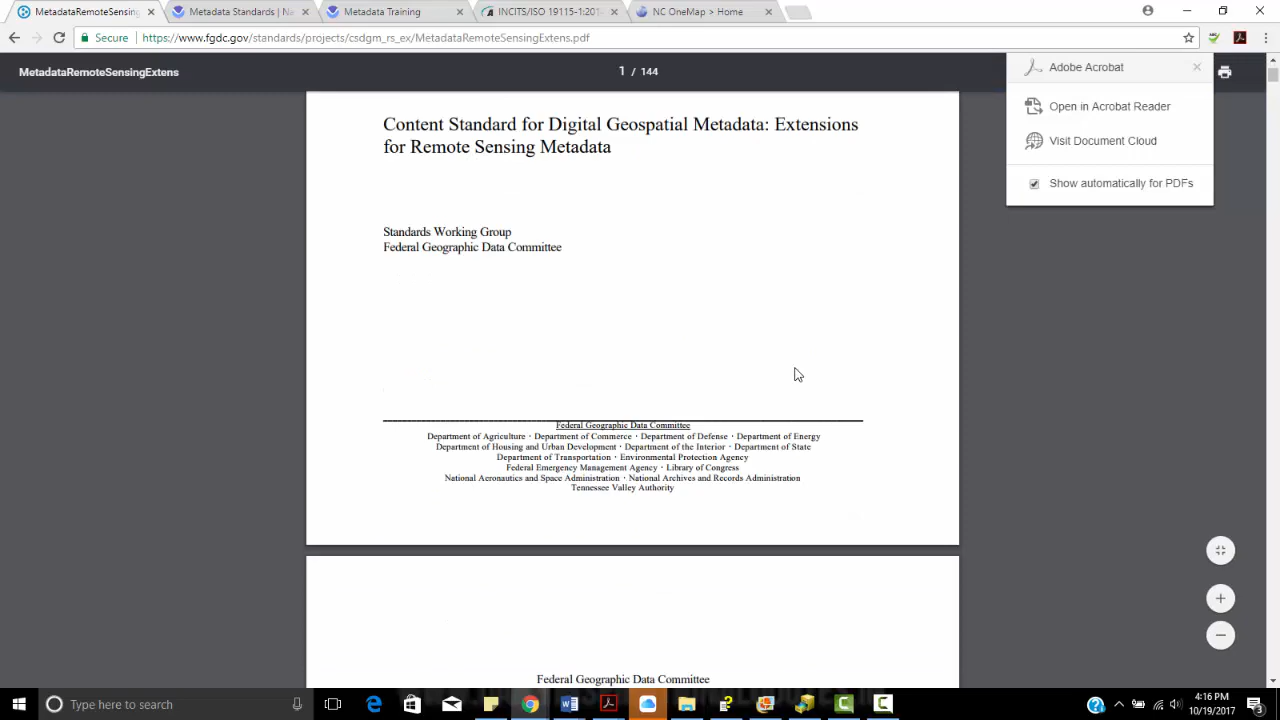 MetadataRemoteSensing
Metadata Standards | Na
Metadata Training
INCITS/ISO 19115-1:201
NC OneMap > Home
Secure
https://www.fgdc.gov/standards/projects/csdgm_rs_ex/MetadataRemoteSensingExtens.pdf
MetadataRemoteSensingExtens
1 / 144
Adobe Acrobat
Open in Acrobat Reader
Visit Document Cloud
Show automatically for PDFs
Content Standard for Digital Geospatial Metadata: Extensions
for Remote Sensing Metadata
Standards Working Group
Federal Geographic Data Committee
Federal Geographic Data Committee
Department of Agriculture · Department of Commerce · Department of Defense · Department of Energy
Department of Housing and Urban Development · Department of the Interior · Department of State
Department of Transportation · Environmental Protection Agency
Federal Emergency Management Agency · Library of Congress
National Aeronautics and Space Administration · National Archives and Records Administration
Tennessee Valley Authority
Federal Geographic Data Committee
Type here to search
4:16 PM
10/19/2017